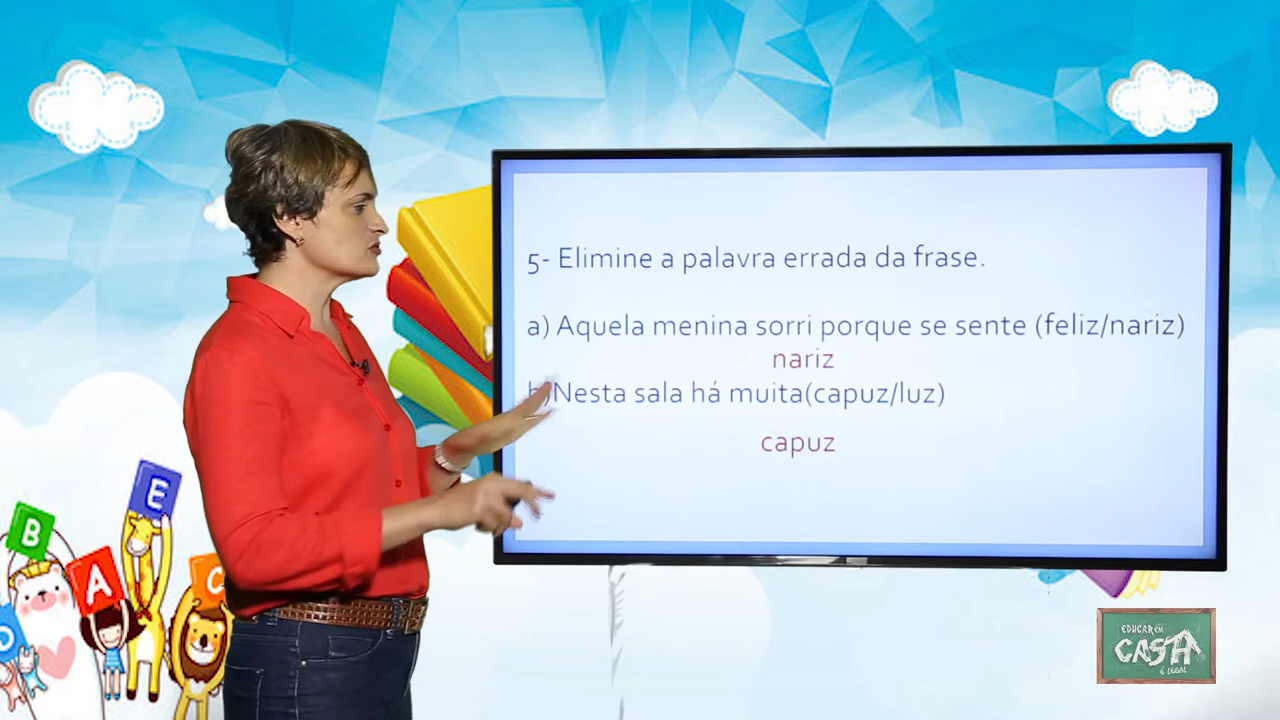 5- Elimine a palavra errada da frase.
a) Aquela menina sorri porque se sente (feliz/nariz)
nariz
b)Nesta sala há muita(capuz/luz)
capuz
B
A
E
C
D
EDUCAR EM
CASA
É LEGAL